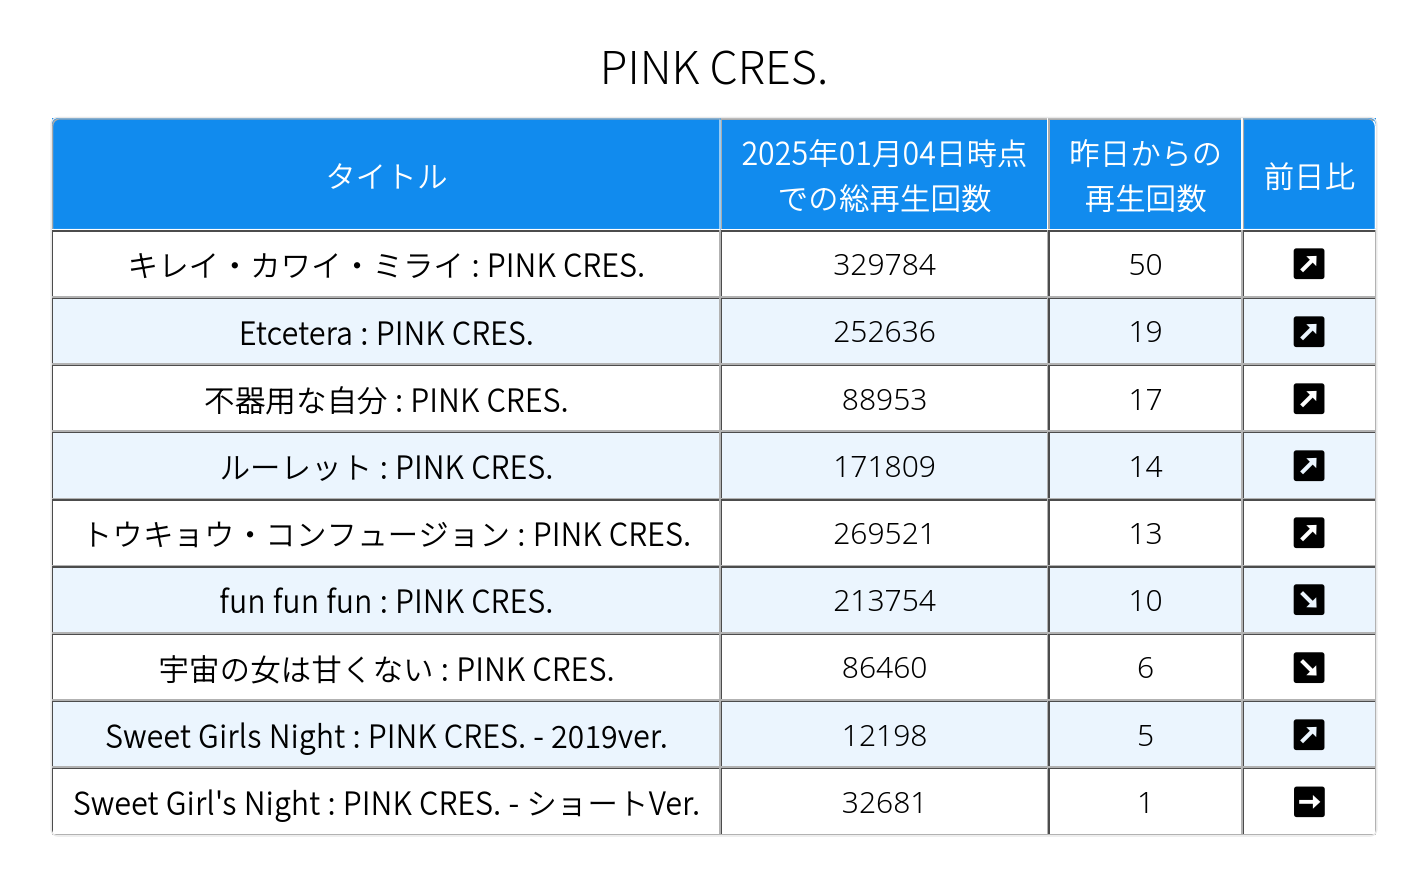 PINK CRES.
タイトル 2025年01月04日時点での総再生回数 昨日からの再生回数 前日比
キレイ・カワイ・ミライ : PINK CRES. 329784 50 ↗
Etcetera : PINK CRES. 252636 19 ↗
不器用な自分 : PINK CRES. 88953 17 ↗
ルーレット : PINK CRES. 171809 14 ↗
トウキョウ・コンフュージョン : PINK CRES. 269521 13 ↗
fun fun fun : PINK CRES. 213754 10 ↘
宇宙の女は甘くない : PINK CRES. 86460 6 ↘
Sweet Girls Night : PINK CRES. - 2019ver. 12198 5 ↗
Sweet Girl's Night : PINK CRES. - ショートVer. 32681 1 →